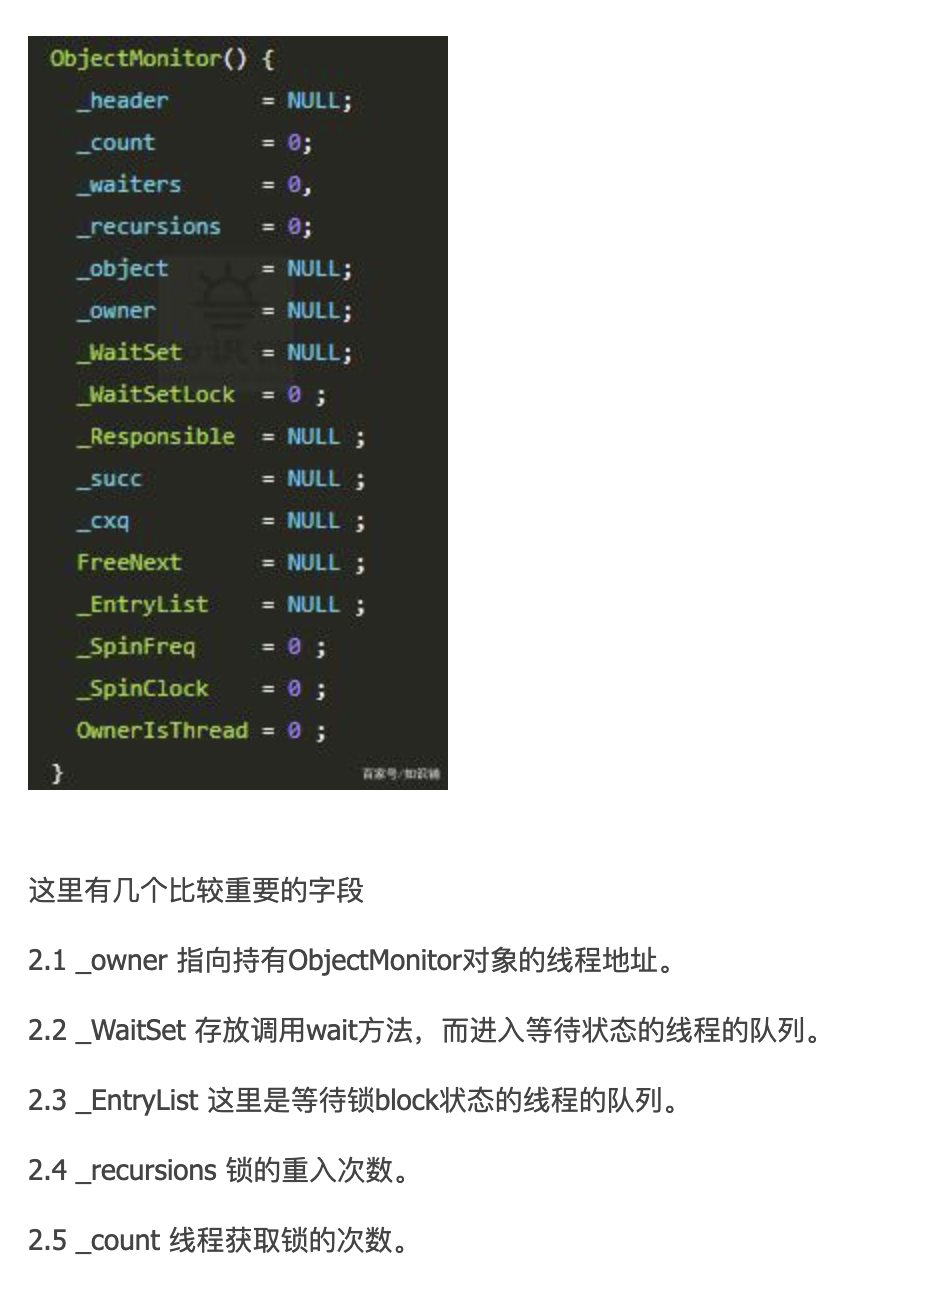 ObjectMonitor() {
_header = NULL;
_count = 0;
_waiters = 0,
_recursions = 0;
_object = NULL;
_owner = NULL;
_WaitSet = NULL;
_WaitSetLock = 0 ;
_Responsible = NULL ;
_succ = NULL ;
_cxq = NULL ;
FreeNext = NULL ;
_EntryList = NULL ;
_SpinFreq = 0 ;
_SpinClock = 0 ;
OwnerIsThread = 0 ;
}
百家号/如识铺
这里有几个比较重要的字段
2.1 _owner 指向持有ObjectMonitor对象的线程地址。
2.2 _WaitSet 存放调用wait方法，而进入等待状态的线程的队列。
2.3 _EntryList 这里是等待锁block状态的线程的队列。
2.4 _recursions 锁的重入次数。
2.5 _count 线程获取锁的次数。